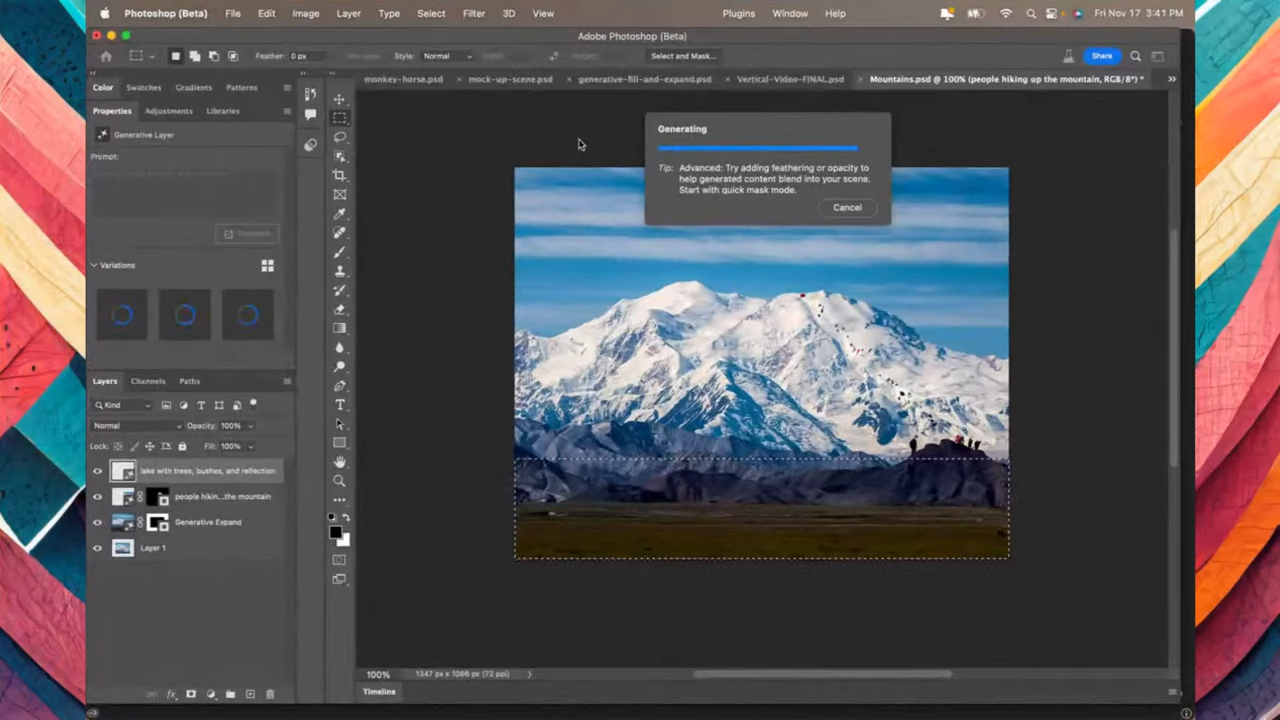 Photoshop (Beta) File Edit Image Layer Type Select Filter 3D View Plugins Window Help Fri Nov 17 3:41 PM
Adobe Photoshop (Beta)
Feather: 0 px Style: Normal Select and Mask... Share
Color Swatches Gradients Patterns
monkey-horse.psd × mock-up-scene.psd × generative-fill-and-expand.psd × Vertical-Video-FINAL.psd × Mountains.psd @ 100% (people hiking up the mountain, RGB/8*) *
Properties Adjustments Libraries
Generative Layer
Prompt:
Generating
Tip: Advanced: Try adding feathering or opacity to
help generated content blend into your scene.
Start with quick mask mode.
Cancel
Variations
Layers Channels Paths
Kind
Normal Opacity: 100%
Lock: Fill: 100%
lake with trees, bushes, and reflection
people hikin...the mountain
Generative Expand
Layer 1
fx
100% 1347 px x 1066 px (72 ppi)
Timeline